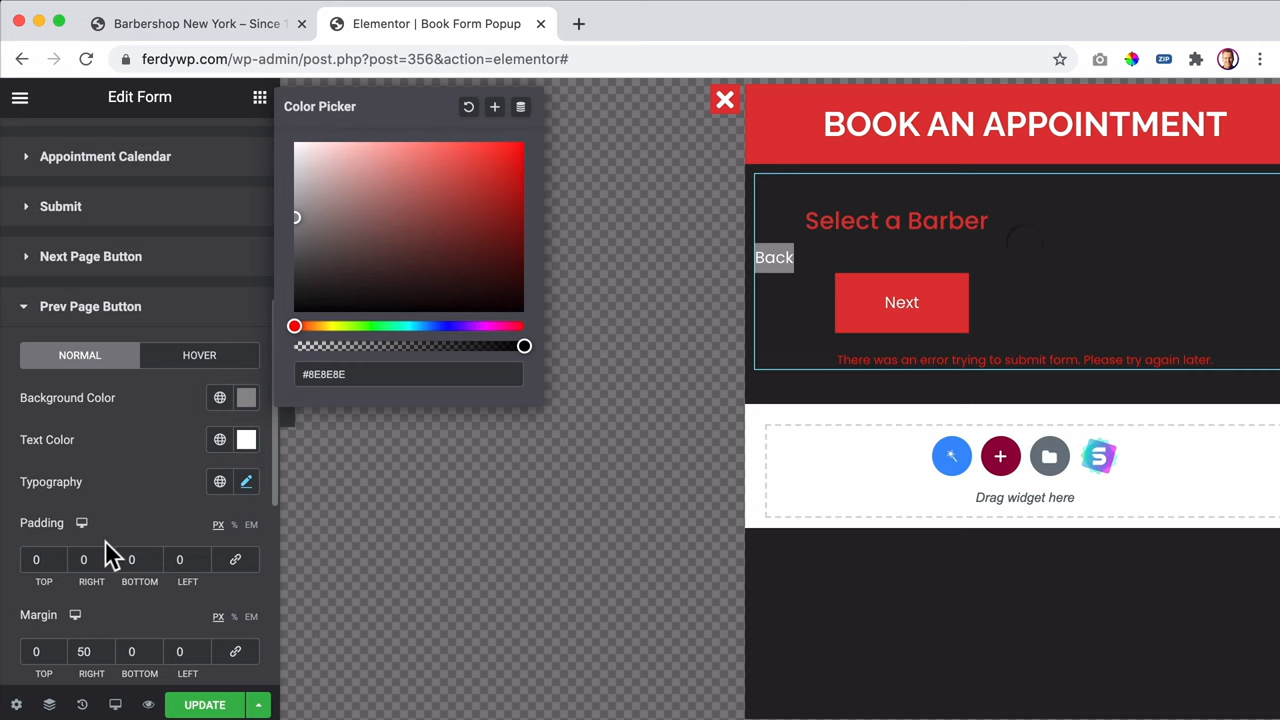 Barbershop New York – Since 1
Elementor | Book Form Popup
ferdywp.com/wp-admin/post.php?post=356&action=elementor#
ZIP
Edit Form
Appointment Calendar
Submit
Next Page Button
Prev Page Button
NORMAL
HOVER
Background Color
Text Color
Typography
Padding
PX % EM
0 0 0 0
TOP RIGHT BOTTOM LEFT
Margin
PX % EM
0 50 0 0
TOP RIGHT BOTTOM LEFT
UPDATE
Color Picker
#8E8E8E
BOOK AN APPOINTMENT
Select a Barber
Back
Next
There was an error trying to submit form. Please try again later.
S
Drag widget here